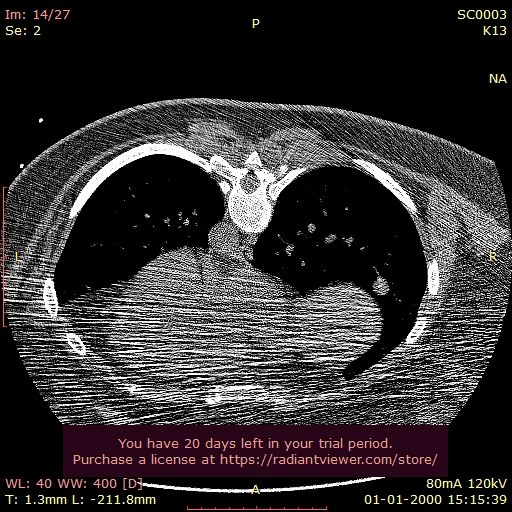 Im: 14/27
Se: 2
P
SC0003
K13
NA
L
R
You have 20 days left in your trial period.
Purchase a license at https://radiantviewer.com/store/
WL: 40 WW: 400 [D]
T: 1.3mm L: -211.8mm
A
80mA 120kV
01-01-2000 15:15:39